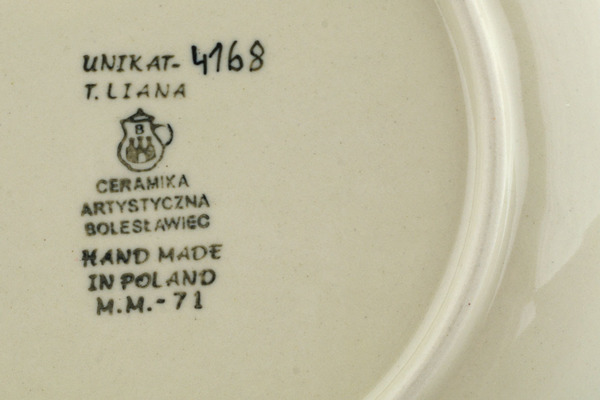 UNIKAT-4168
T. LIANA
B
CERAMIKA
ARTYSTYCZNA
BOLESŁAWIEC
HAND MADE
IN POLAND
M.M.-71